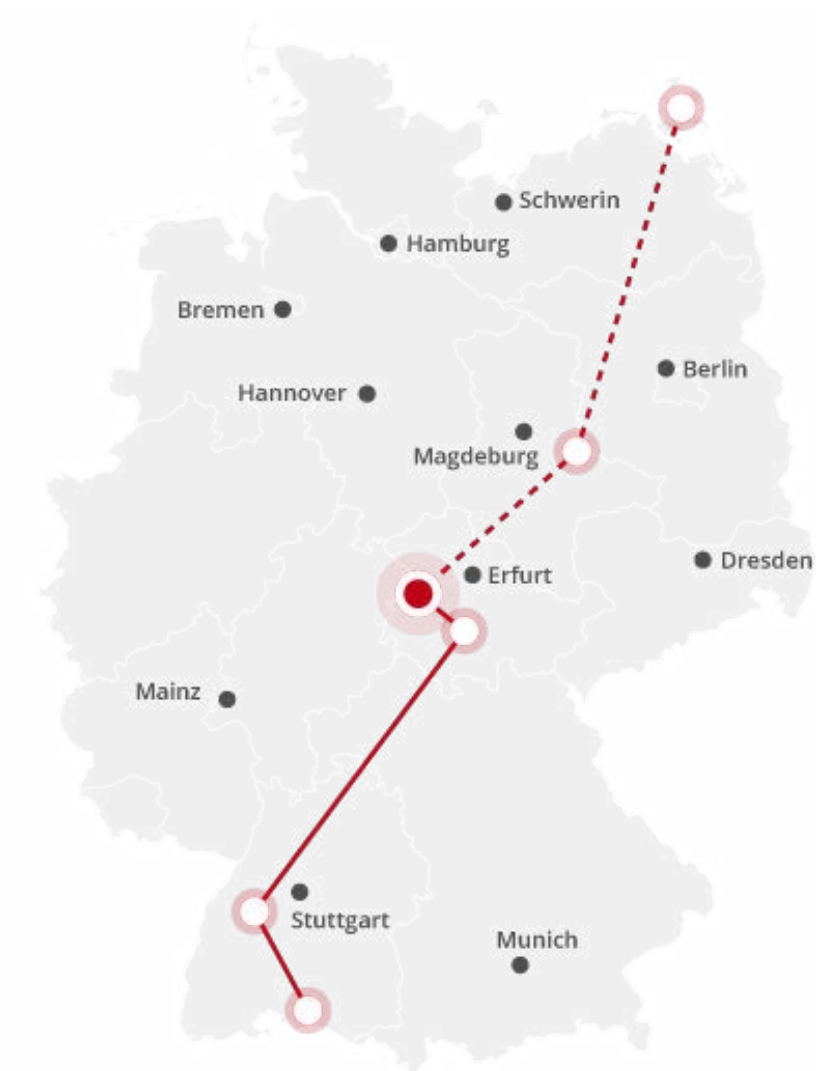 Schwerin
Hamburg
Bremen
Berlin
Hannover
Magdeburg
Dresden
Erfurt
Mainz
Stuttgart
Munich